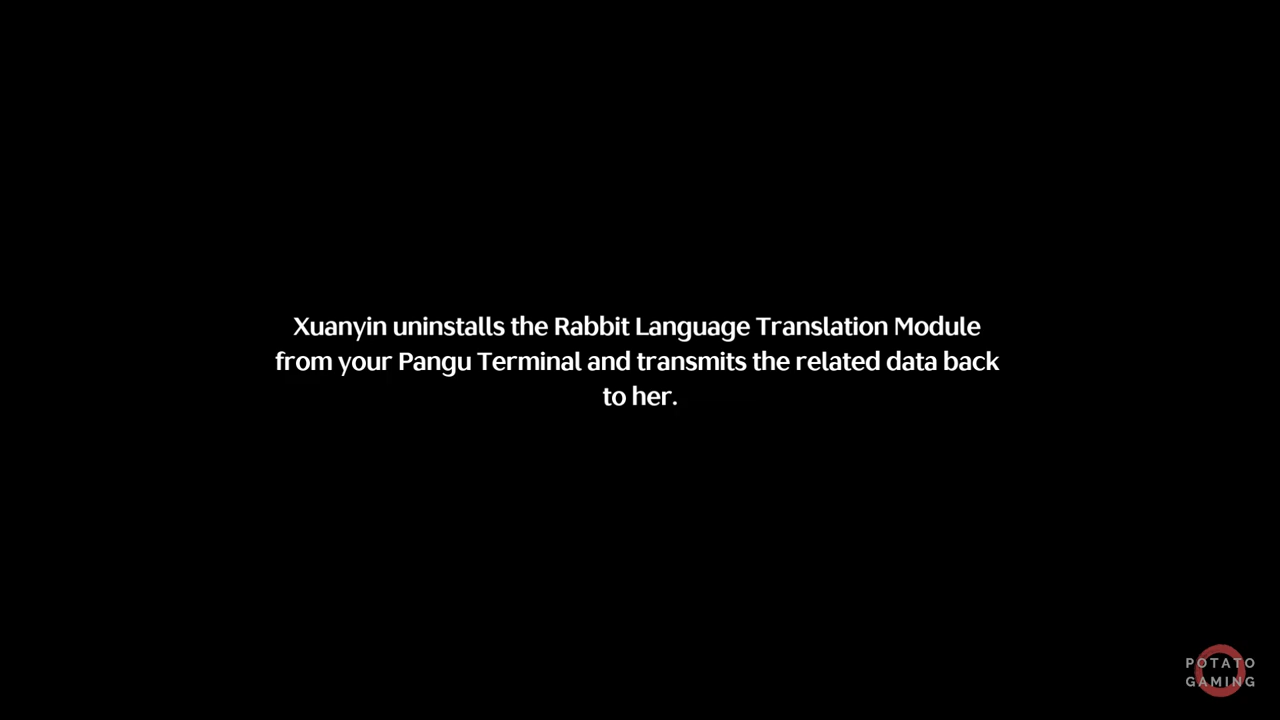 Xuanyin uninstalls the Rabbit Language Translation Module
from your Pangu Terminal and transmits the related data back
to her.
POTATO
GAMING